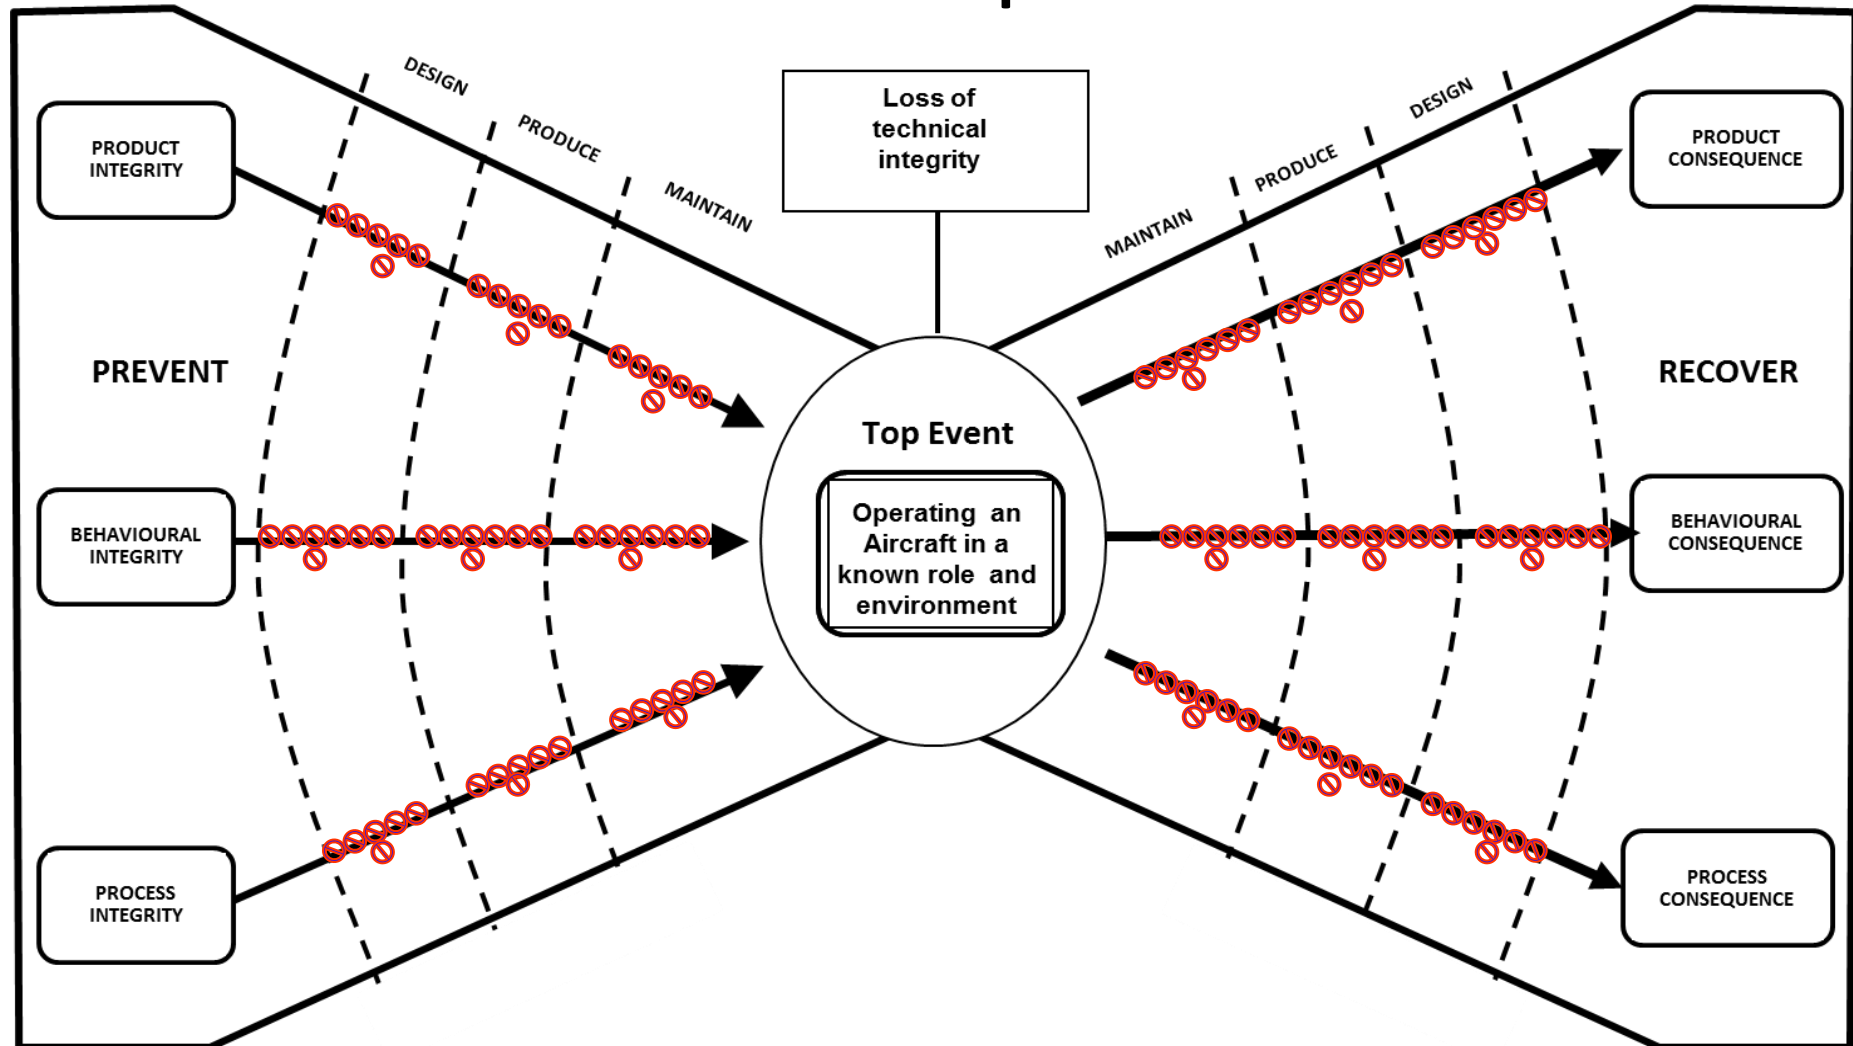 DESIGN
PRODUCE
MAINTAIN
Loss of
technical
integrity
MAINTAIN
PRODUCE
DESIGN
PRODUCT
INTEGRITY
PRODUCT
CONSEQUENCE
PREVENT
RECOVER
Top Event
BEHAVIOURAL
INTEGRITY
Operating an
Aircraft in a
known role and
environment
BEHAVIOURAL
CONSEQUENCE
PROCESS
INTEGRITY
PROCESS
CONSEQUENCE